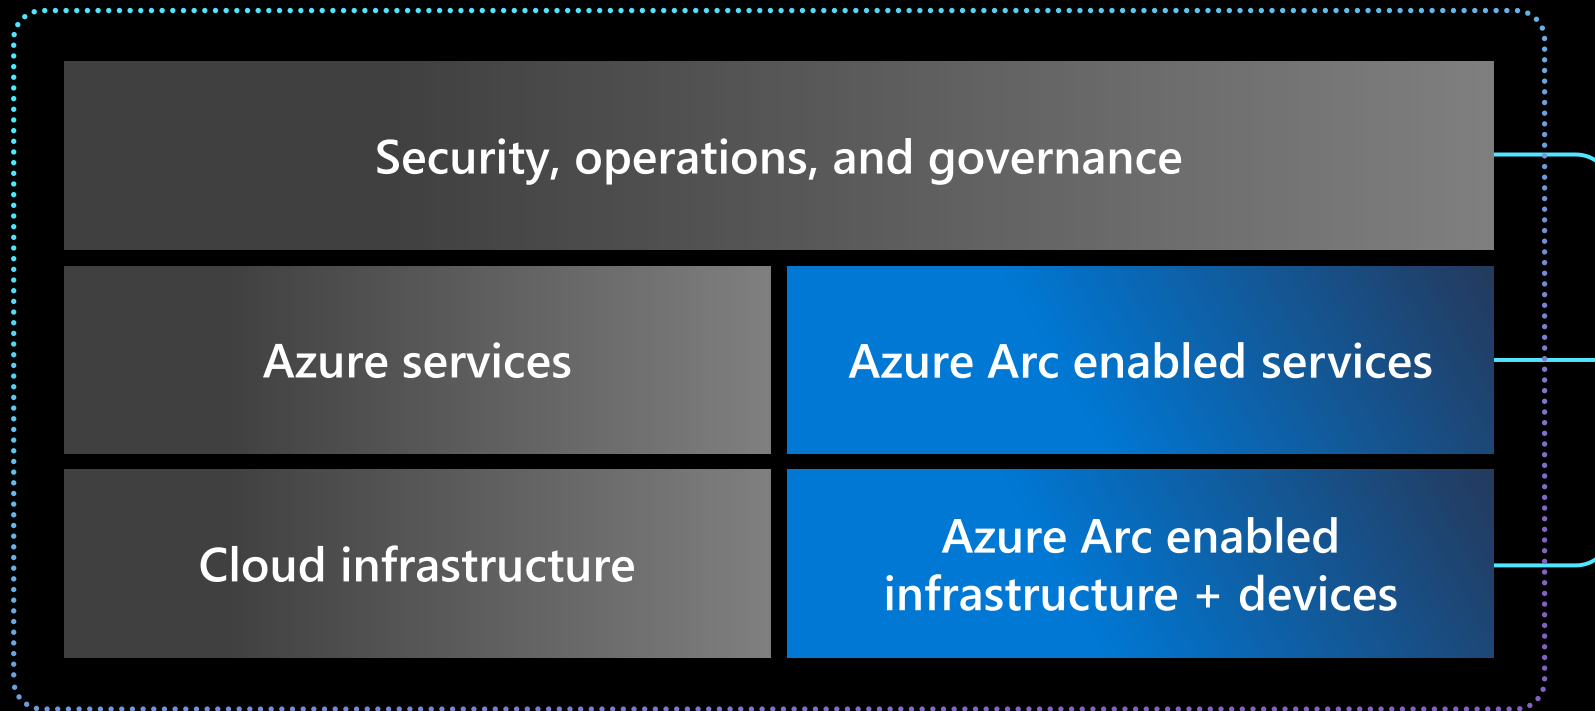 Security, operations, and governance
Azure services
Azure Arc enabled services
Cloud infrastructure
Azure Arc enabled
infrastructure + devices